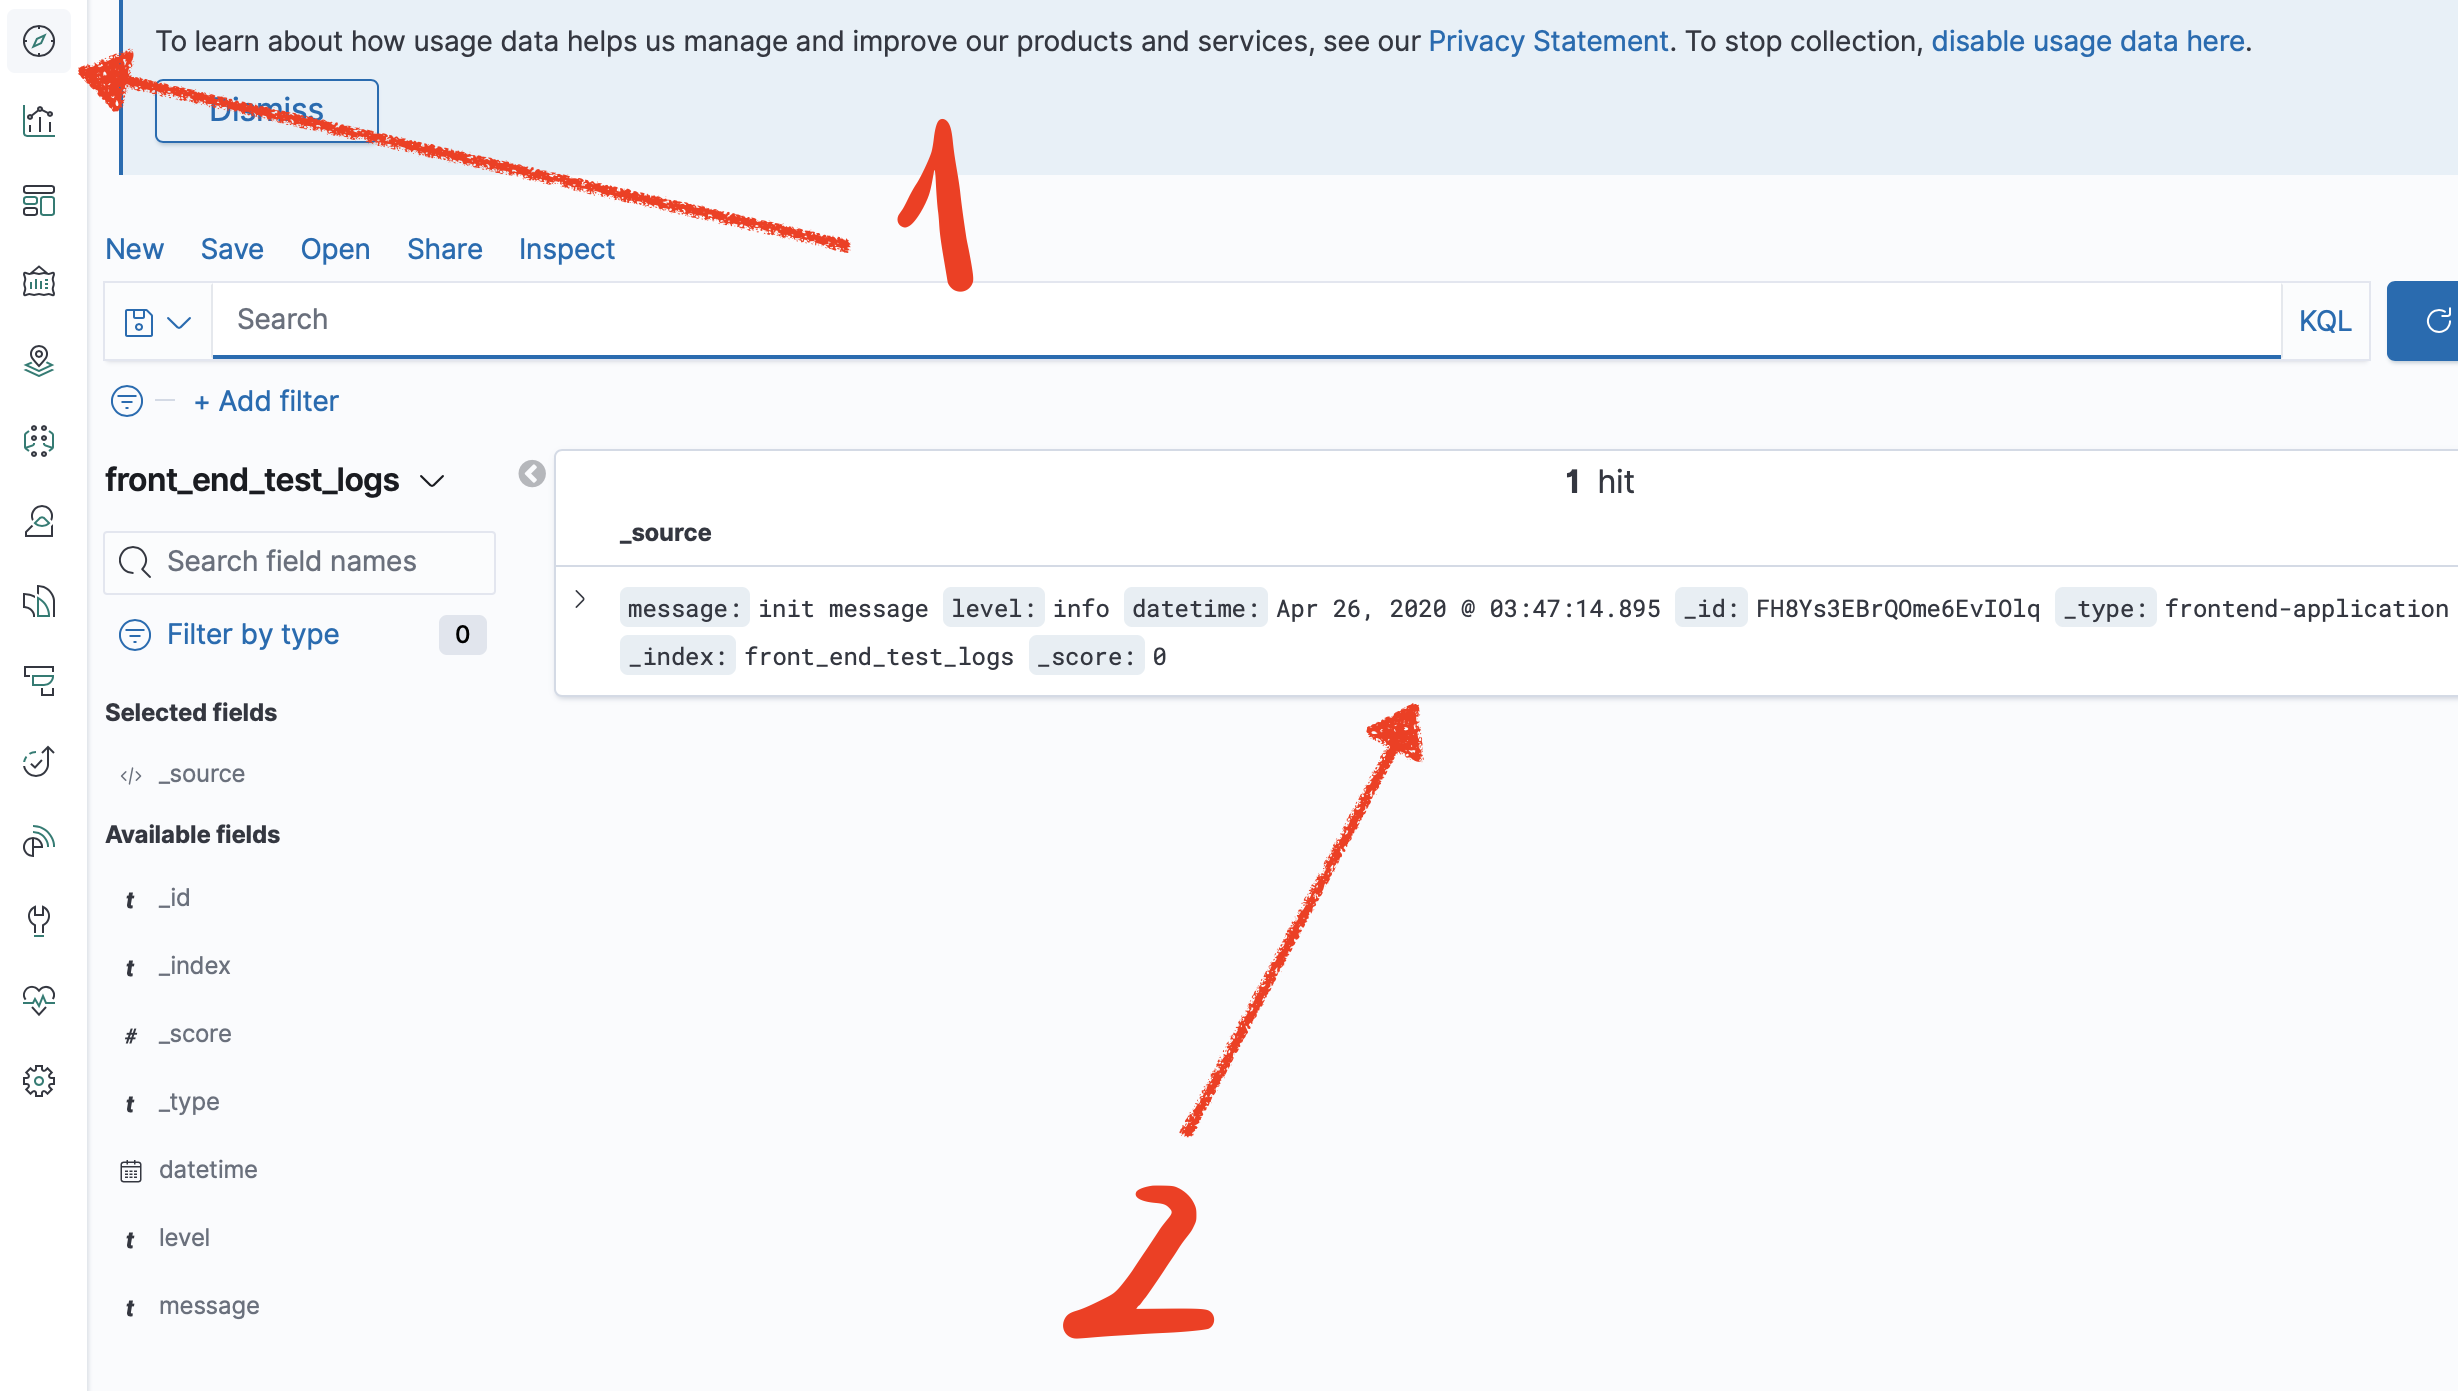 To learn about how usage data helps us manage and improve our products and services, see our Privacy Statement. To stop collection, disable usage data here.
Dismiss
1
New Save Open Share Inspect
Search KQL
+ Add filter
front_end_test_logs
1 hit
Search field names
_source
Filter by type 0
message: init message level: info datetime: Apr 26, 2020 @ 03:47:14.895 _id: FH8Ys3EBrQOme6EvIOlq _type: frontend-application
_index: front_end_test_logs _score: 0
Selected fields
</> _source
Available fields
t _id
t _index
# _score
t _type
datetime
t level
t message
2